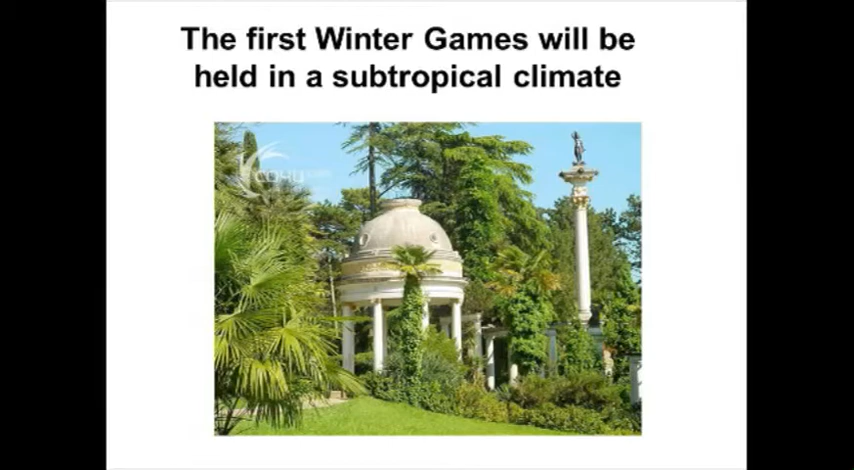 The first Winter Games will be
held in a subtropical climate